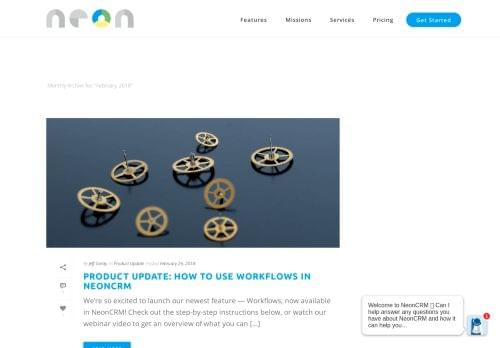 neon
Features Missions Services Pricing Get Started
Monthly Archive for: "February, 2018"
by Jeff Gordy in Product Update Posted February 26, 2018
PRODUCT UPDATE: HOW TO USE WORKFLOWS IN
NEONCRM
We're so excited to launch our newest feature — Workflows, now available
in NeonCRM! Check out the step-by-step instructions below, or watch our
webinar video to get an overview of what you can [...]
Welcome to NeonCRM 👋 Can I
help answer any questions you
have about NeonCRM and how it
can help you...
1